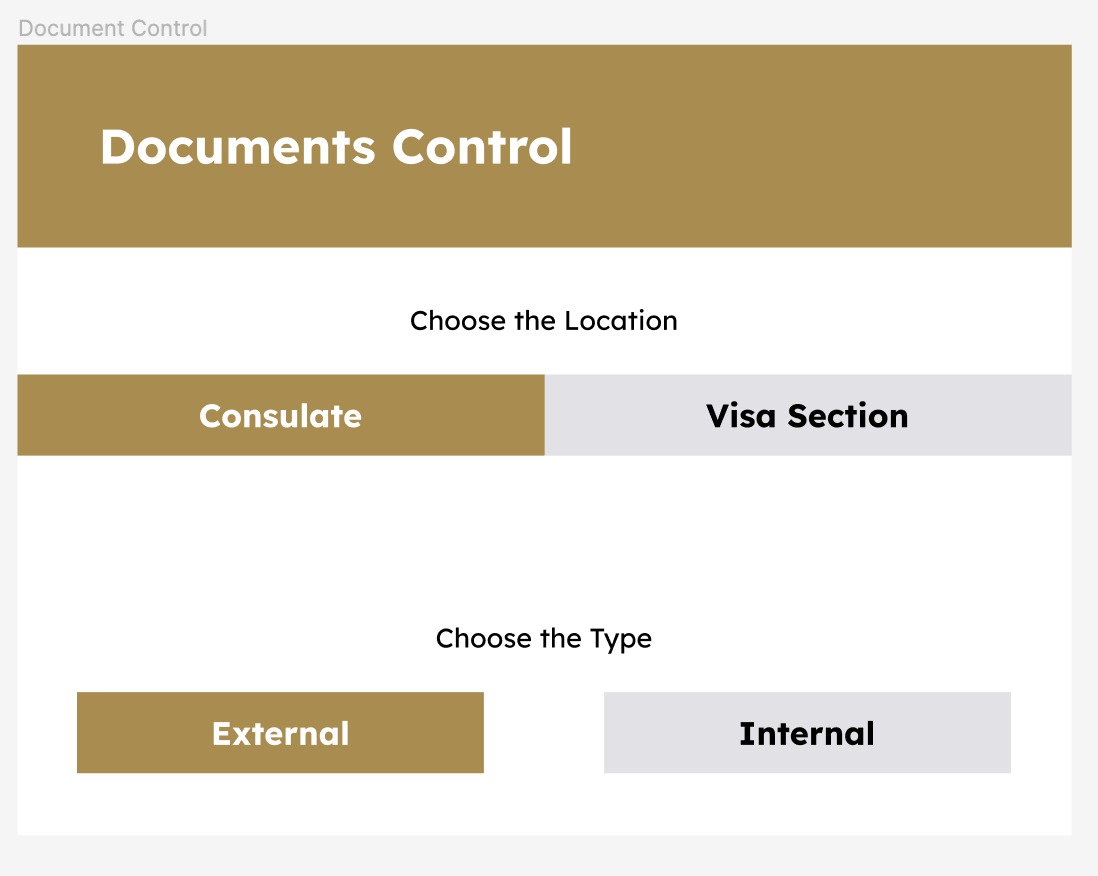 Document Control
Documents Control
Choose the Location
Consulate
Visa Section
Choose the Type
External
Internal